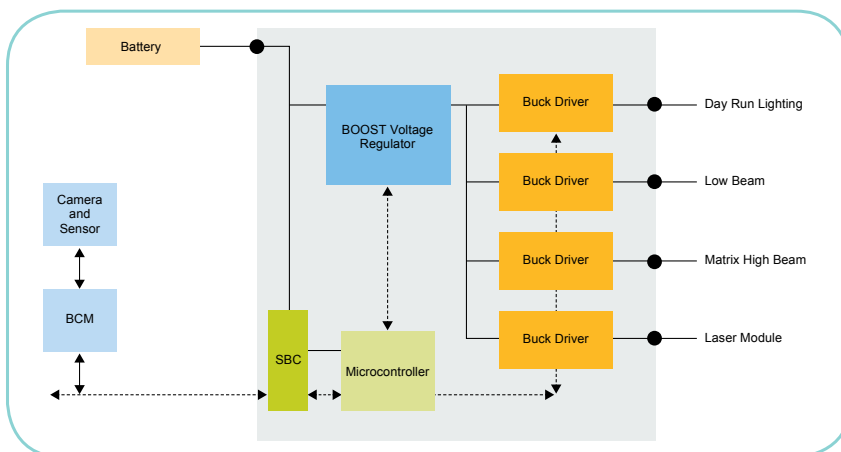 Battery
BOOST Voltage
Regulator
Buck Driver
Day Run Lighting
Buck Driver
Low Beam
Camera
and
Sensor
Buck Driver
Matrix High Beam
BCM
Buck Driver
Laser Module
SBC
Microcontroller